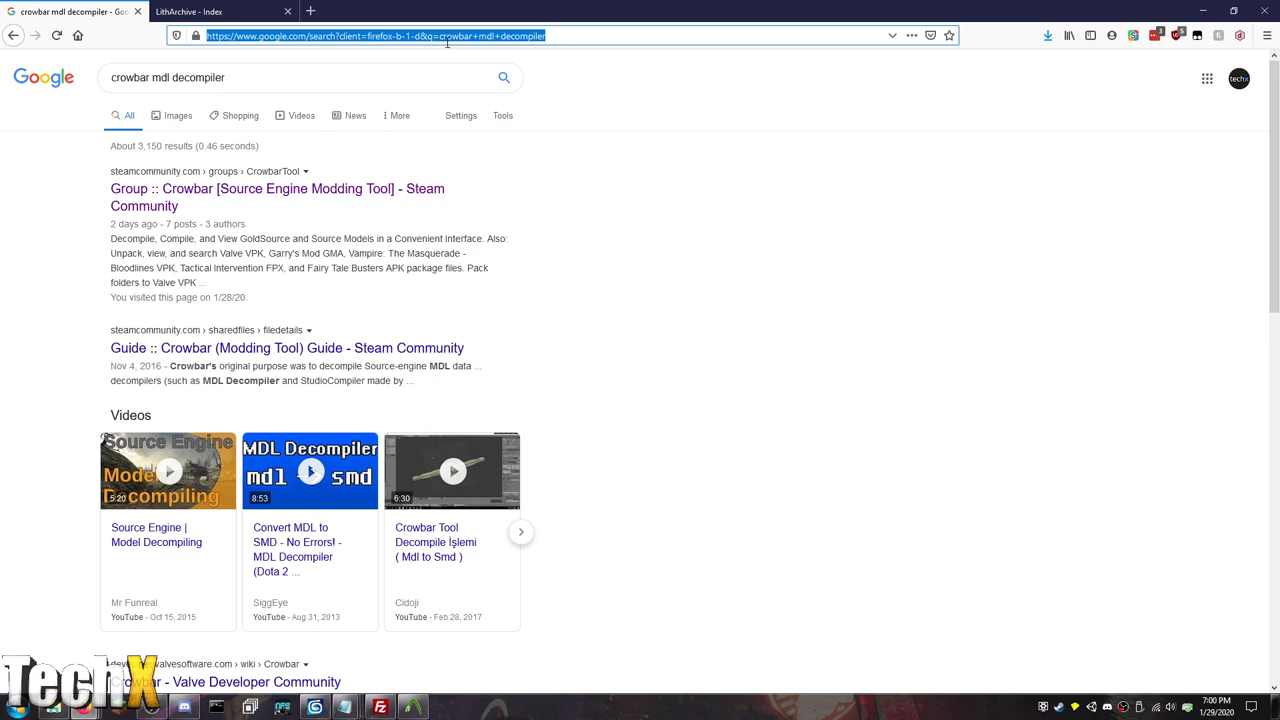 crowbar mdl decompiler - Go
LithArchive - Index
https://www.google.com/search?client=firefox-b-1-d&q=crowbar+mdl+decompiler
Google
crowbar mdl decompiler
techx
All
Images
Shopping
Videos
News
More
Settings
Tools
About 3,150 results (0.46 seconds)
steamcommunity.com › groups › CrowbarTool
Group :: Crowbar [Source Engine Modding Tool] - Steam
Community
2 days ago - 7 posts - 3 authors
Decompile, Compile, and View GoldSource and Source Models in a Convenient Interface. Also:
Unpack, view, and search Valve VPK, Garry's Mod GMA, Vampire: The Masquerade -
Bloodlines VPK, Tactical Intervention FPX, and Fairy Tale Busters APK package files. Pack
folders to Valve VPK ...
You visited this page on 1/28/20.
steamcommunity.com › sharedfiles › filedetails
Guide :: Crowbar (Modding Tool) Guide - Steam Community
Nov 4, 2016 - Crowbar's original purpose was to decompile Source-engine MDL data ...
decompilers (such as MDL Decompiler and StudioCompiler made by ...
Videos
Source Engine
Model
Decompiling
5:20
MDL Decompiler
mdl smd
8:53
6:30
Source Engine |
Model Decompiling
Mr Funreal
YouTube - Oct 15, 2015
Convert MDL to
SMD - No Errors! -
MDL Decompiler
(Dota 2 ...
SiggEye
YouTube - Aug 31, 2013
Crowbar Tool
Decompile İşlemi
( Mdl to Smd )
Cidoji
YouTube - Feb 28, 2017
developer.valvesoftware.com › wiki › Crowbar
Crowbar - Valve Developer Community
TechX
7:00 PM
1/29/2020